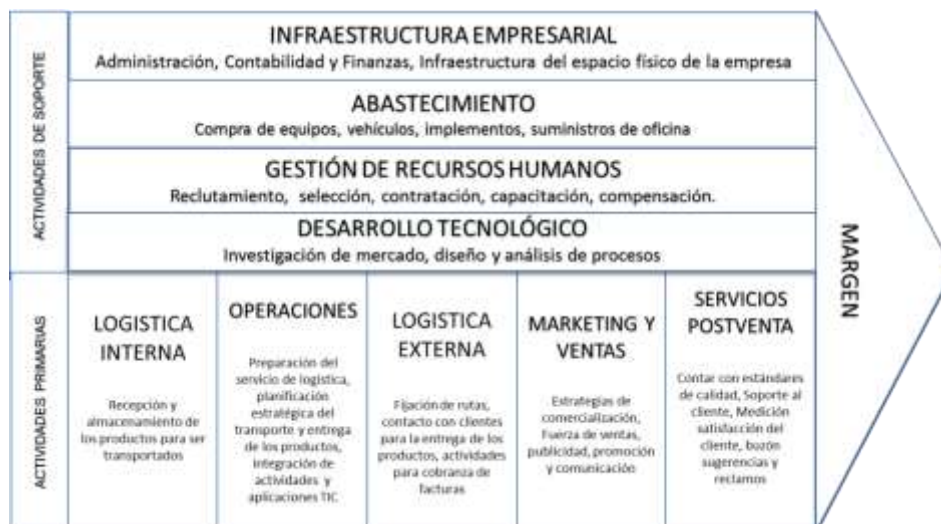 ACTIVIDADES DE SOPORTE
INFRAESTRUCTURA EMPRESARIAL
Administración, Contabilidad y Finanzas, Infraestructura del espacio físico de la empresa
ABASTECIMIENTO
Compra de equipos, vehículos, implementos, suministros de oficina
GESTIÓN DE RECURSOS HUMANOS
Reclutamiento, selección, contratación, capacitación, compensación.
DESARROLLO TECNOLÓGICO
Investigación de mercado, diseño y análisis de procesos
ACTIVIDADES PRIMARIAS
LOGISTICA
INTERNA
Recepción y
almacenamiento de
los productos para ser
transportados
OPERACIONES
Preparación del
servicio de logística,
planificación
estratégica del
transporte y entrega
de los productos,
integración de
actividades y
aplicaciones TIC
LOGISTICA
EXTERNA
Fijación de rutas,
contacto con clientes
para la entrega de los
productos, actividades
para cobranza de
facturas
MARKETING Y
VENTAS
Estrategias de
comercialización,
Fuerza de ventas,
publicidad, promoción
y comunicación
SERVICIOS
POSTVENTA
Contar con estándares
de calidad, Soporte al
cliente, Medición
satisfacción del
cliente, buzón
sugerencias y
reclamos
MARGEN